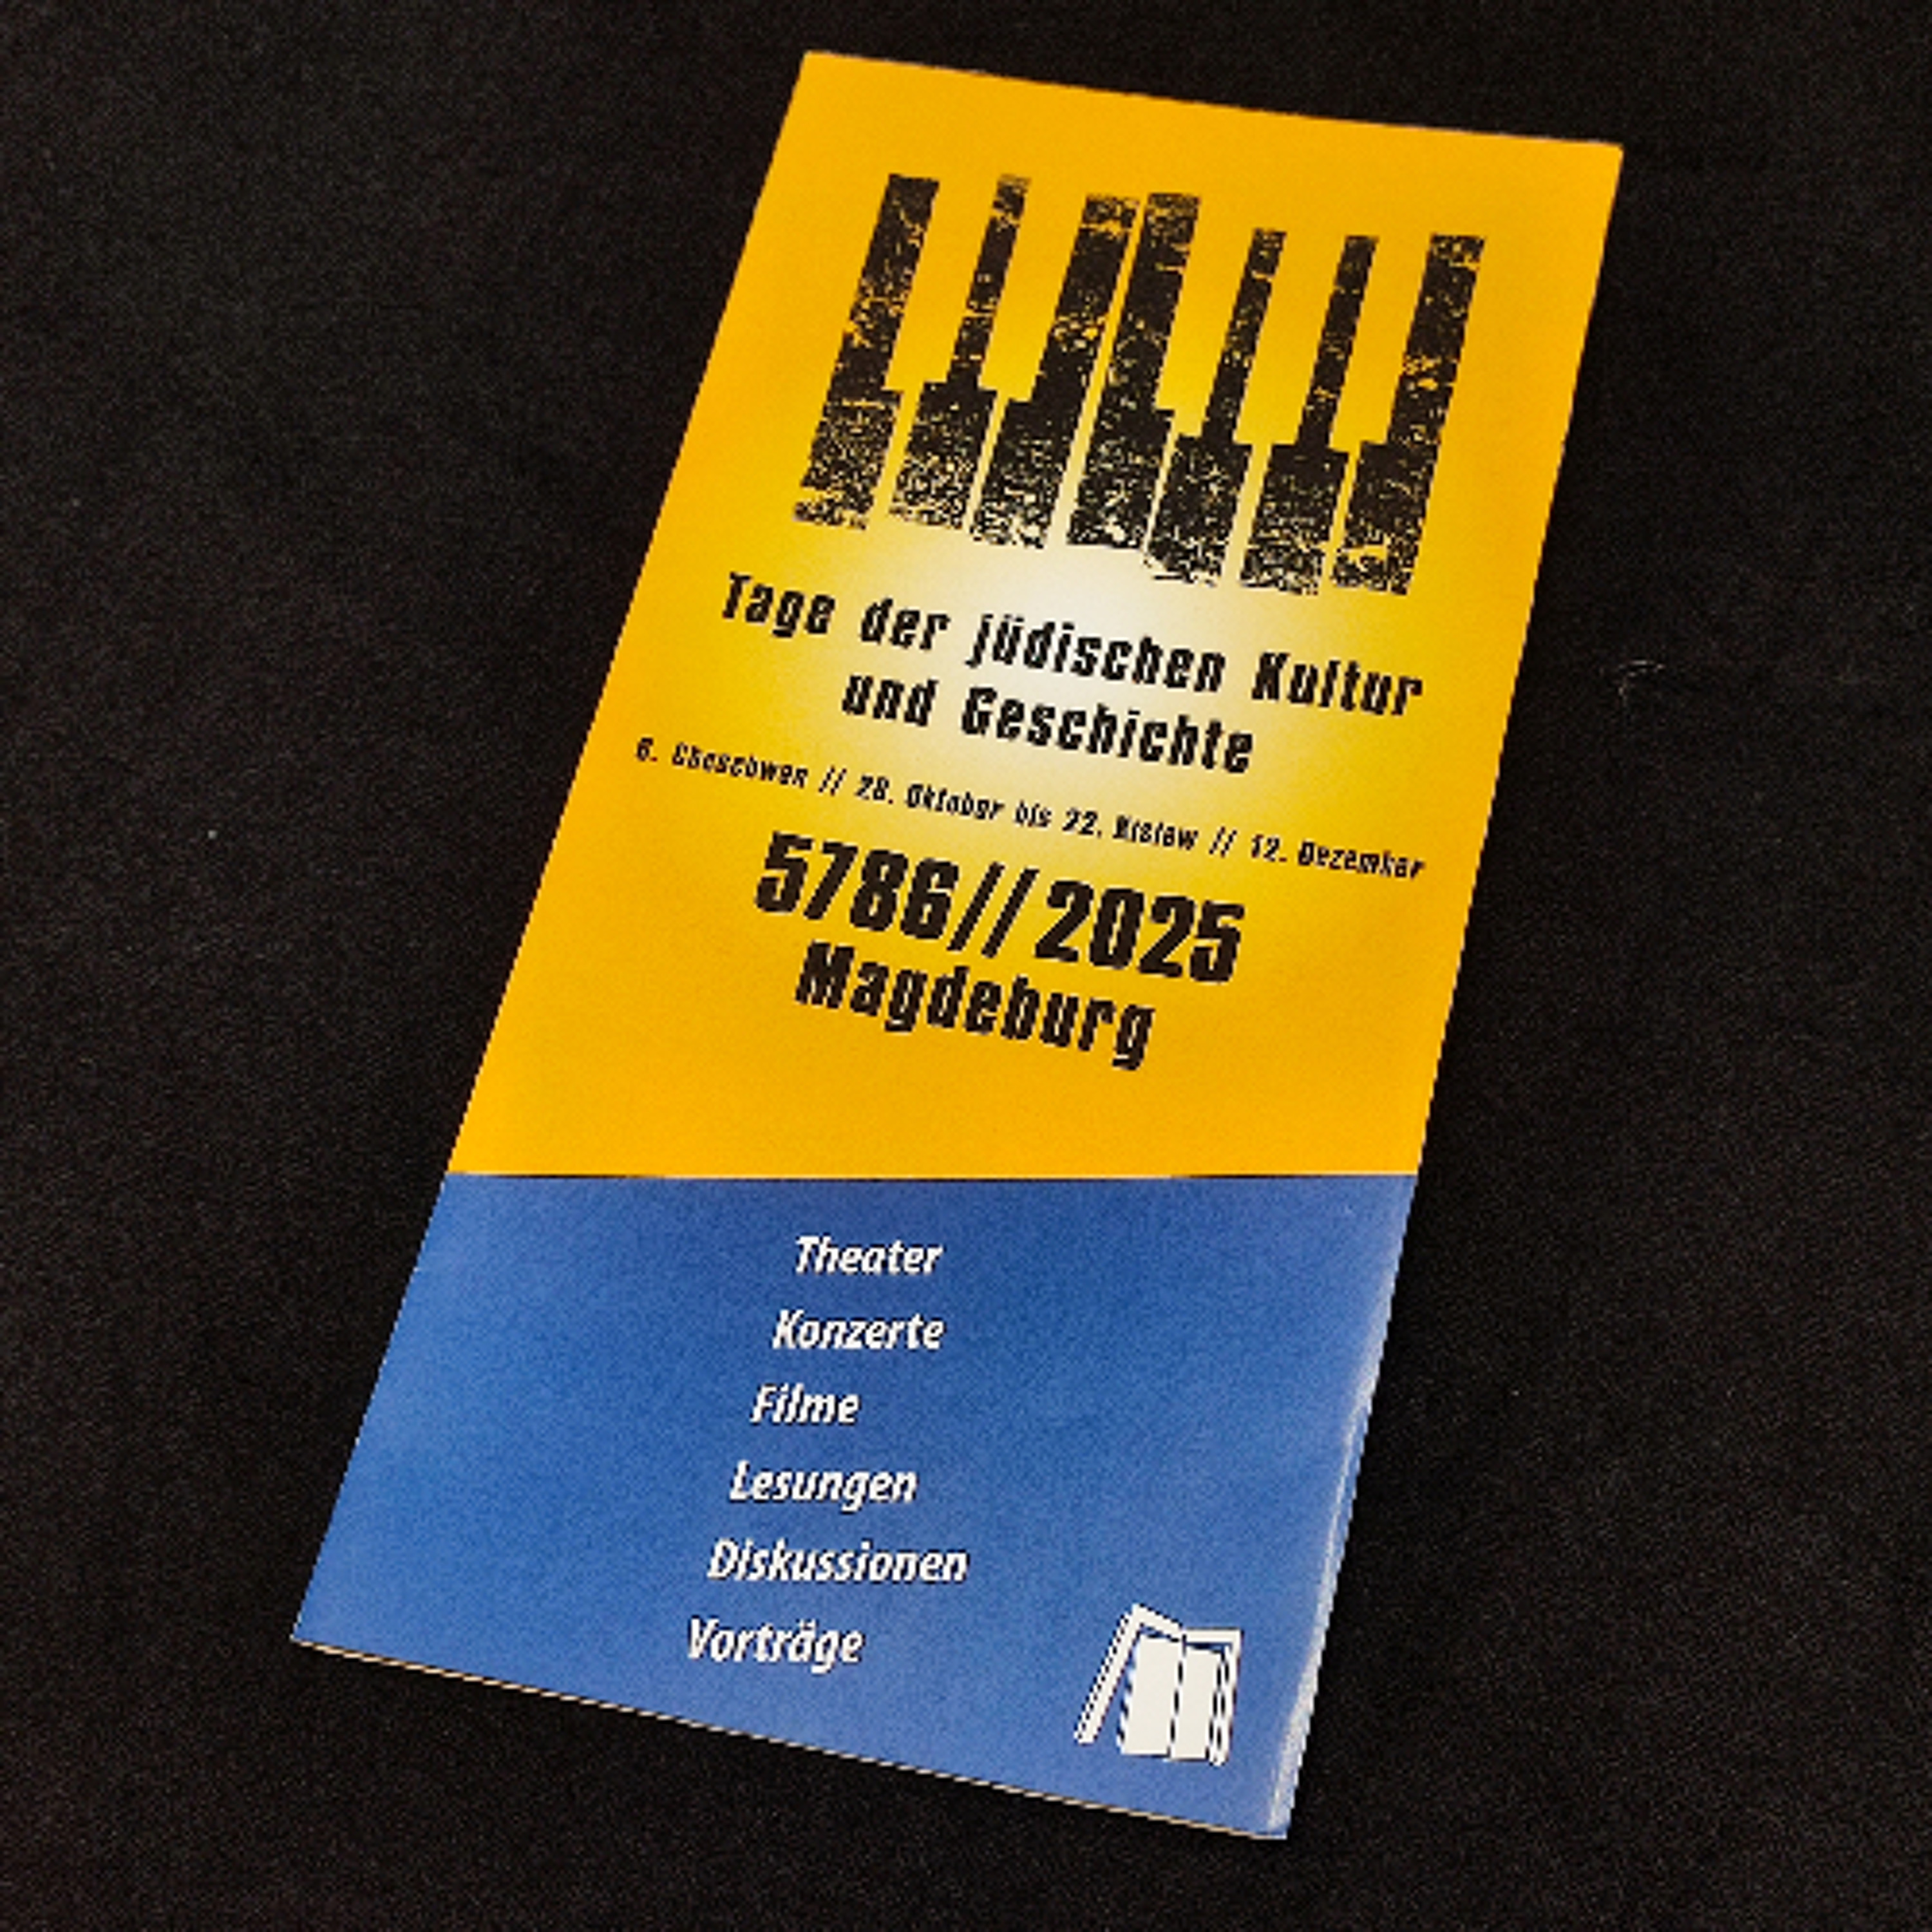 Tage der jüdischen Kultur
und Geschichte
6. Cheschwan // 28. Oktober bis 22. Kislew // 12. Dezember
5786//2025
Magdeburg
Theater
Konzerte
Filme
Lesungen
Diskussionen
Vorträge